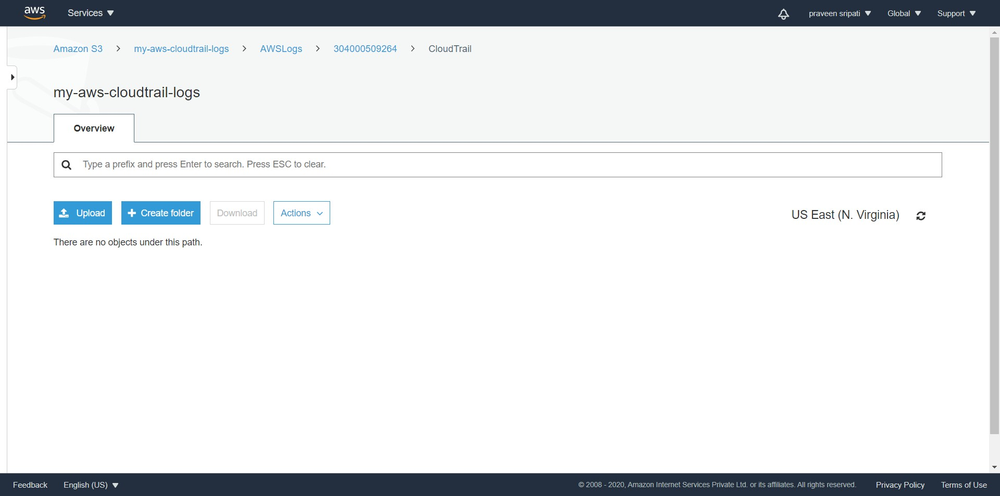 aws Services praveen sripati Global Support
Amazon S3 > my-aws-cloudtrail-logs > AWSLogs > 304000509264 > CloudTrail
my-aws-cloudtrail-logs
Overview
Type a prefix and press Enter to search. Press ESC to clear.
Upload Create folder Download Actions US East (N. Virginia)
There are no objects under this path.
Feedback English (US) © 2008 - 2020, Amazon Internet Services Private Ltd. or its affiliates. All rights reserved. Privacy Policy Terms of Use